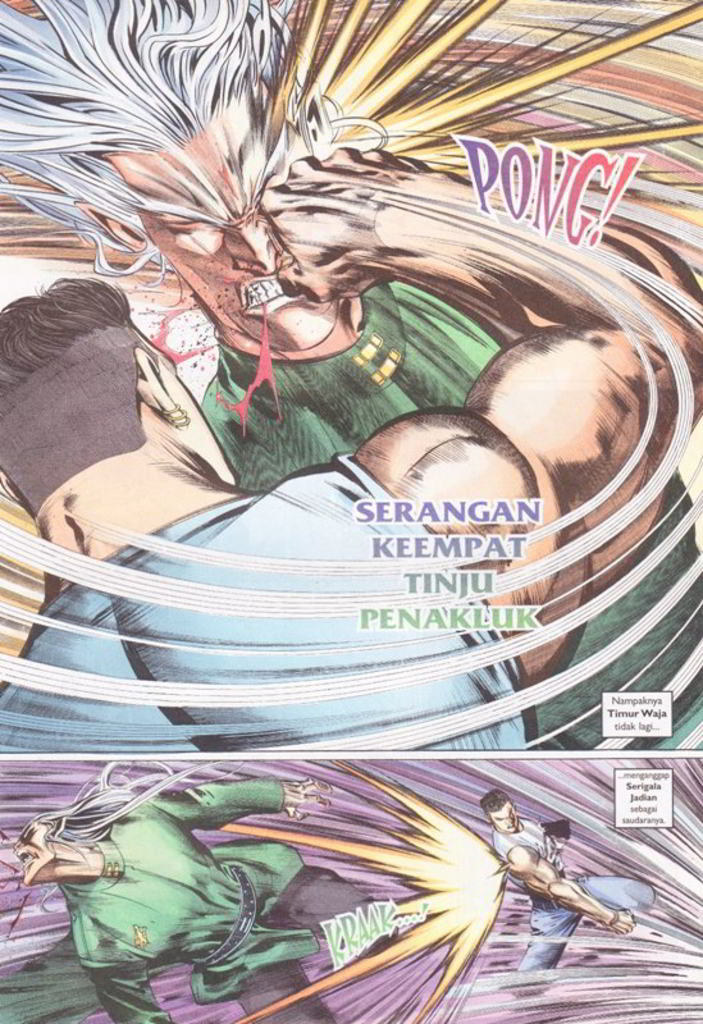 PONG!
SERANGAN
KEEMPAT
TINJU
PENAKLUK
Nampaknya
Timur Waja
tidak lagi...
...menganggap
Serigala
Jadian
sebagai
saudaranya.
KRAAK....!